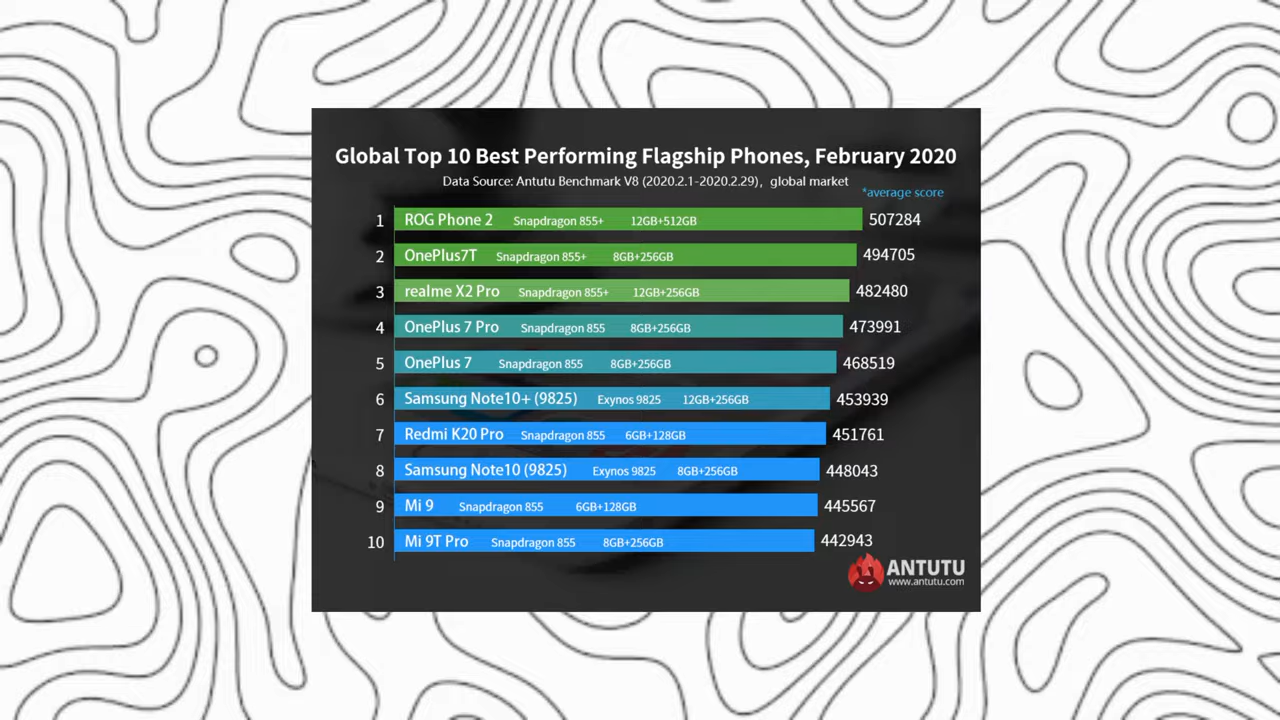 Global Top 10 Best Performing Flagship Phones, February 2020
Data Source: Antutu Benchmark V8 (2020.2.1-2020.2.29), global market
*average score
1 ROG Phone 2 Snapdragon 855+ 12GB+512GB 507284
2 OnePlus7T Snapdragon 855+ 8GB+256GB 494705
3 realme X2 Pro Snapdragon 855+ 12GB+256GB 482480
4 OnePlus 7 Pro Snapdragon 855 8GB+256GB 473991
5 OnePlus 7 Snapdragon 855 8GB+256GB 468519
6 Samsung Note10+ (9825) Exynos 9825 12GB+256GB 453939
7 Redmi K20 Pro Snapdragon 855 6GB+128GB 451761
8 Samsung Note10 (9825) Exynos 9825 8GB+256GB 448043
9 Mi 9 Snapdragon 855 6GB+128GB 445567
10 Mi 9T Pro Snapdragon 855 8GB+256GB 442943
ANTUTU
www.antutu.com